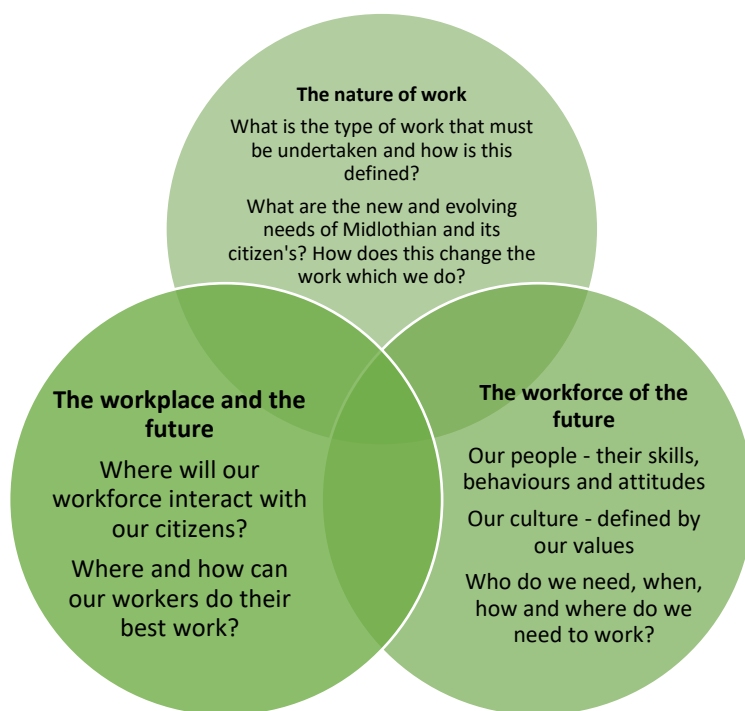 The nature of work
What is the type of work that must
be undertaken and how is this
defined?
What are the new and evolving
needs of Midlothian and its
citizen's? How does this change the
work which we do?
The workplace and the
future
Where will our
workforce interact with
our citizens?
Where and how can
our workers do their
best work?
The workforce of the
future
Our people - their skills,
behaviours and attitudes
Our culture - defined by
our values
Who do we need, when,
how and where do we
need to work?